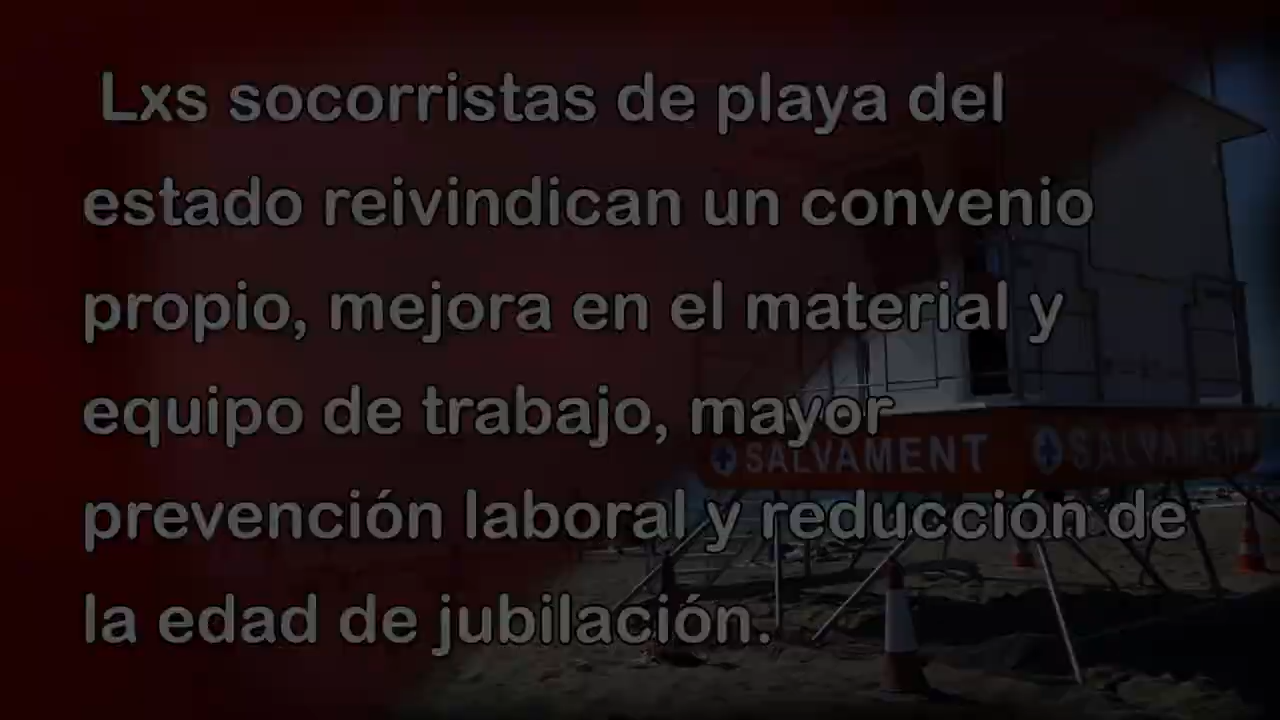 Lxs socorristas de playa del
estado reivindican un convenio
propio, mejora en el material y
equipo de trabajo, mayor
SALVAMENT SALVAMENT
prevención laboral y reducción de
la edad de jubilación.